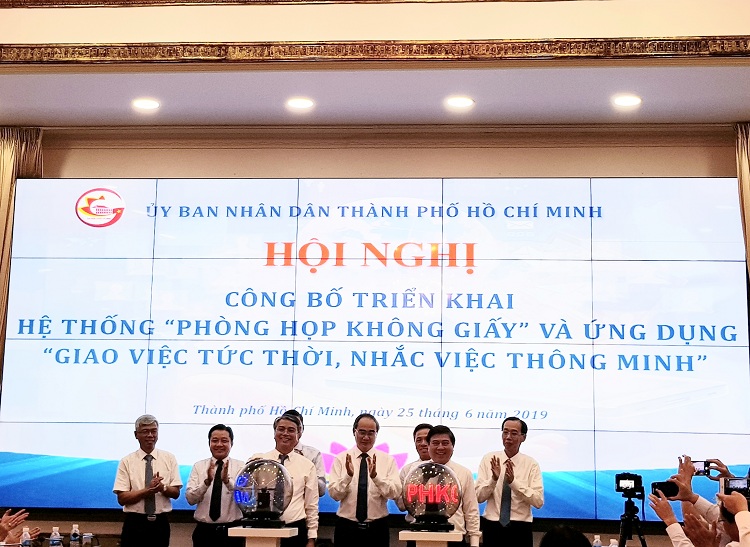 ỦY BAN NHÂN DÂN THÀNH PHỐ HỒ CHÍ MINH
HỘI NGHỊ
CÔNG BỐ TRIỂN KHAI
HỆ THỐNG “PHÒNG HỌP KHÔNG GIẤY” VÀ ỨNG DỤNG
“GIAO VIỆC TỨC THỜI, NHẮC VIỆC THÔNG MINH”
Thành phố Hồ Chí Minh, ngày 25 tháng 6 năm 2019
PHKG